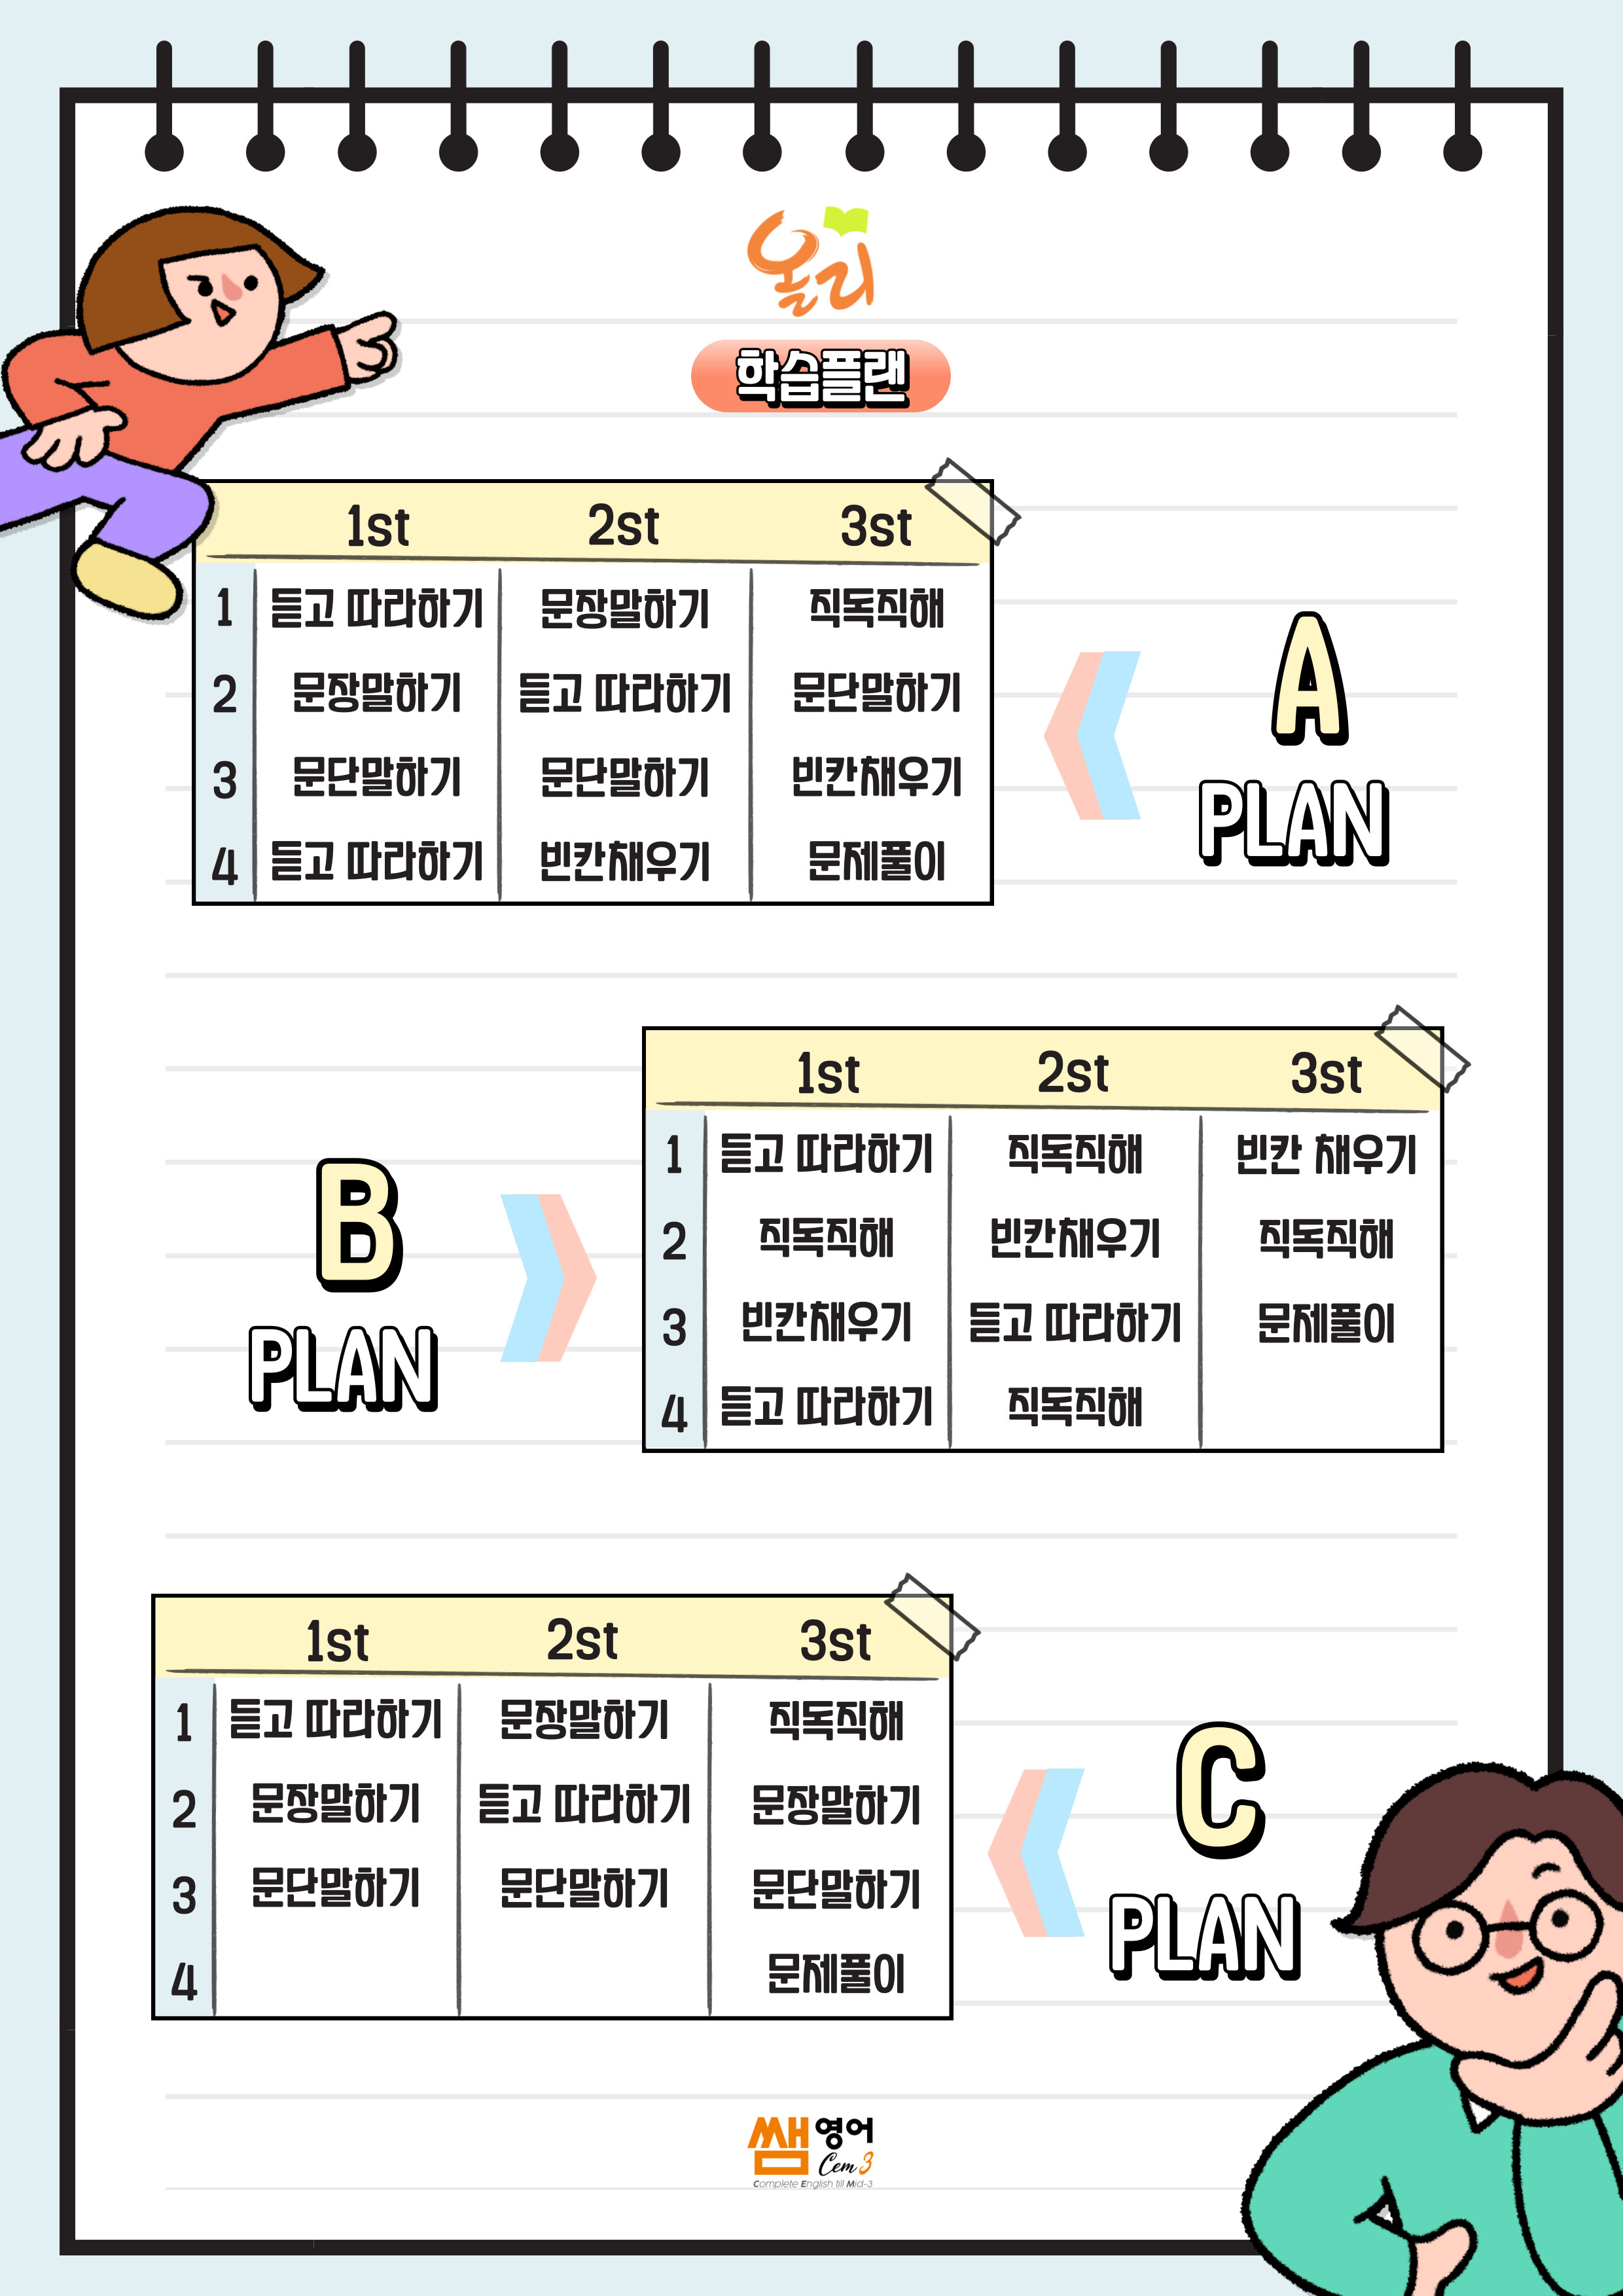 올리
학습플랜
1st 2st 3st
1 듣고 따라하기 문장말하기 직독직해
2 문장말하기 듣고 따라하기 문단말하기
3 문단말하기 문단말하기 빈칸채우기
4 듣고 따라하기 빈칸채우기 문제풀이
A
PLAN
1st 2st 3st
1 듣고 따라하기 직독직해 빈칸 채우기
2 직독직해 빈칸채우기 직독직해
3 빈칸채우기 듣고 따라하기 문제풀이
4 듣고 따라하기 직독직해
B
PLAN
1st 2st 3st
1 듣고 따라하기 문장말하기 직독직해
2 문장말하기 듣고 따라하기 문장말하기
3 문단말하기 문단말하기 문단말하기
4 문제풀이
C
PLAN
쌤영어
Cem 3
Complete English till Mid-3